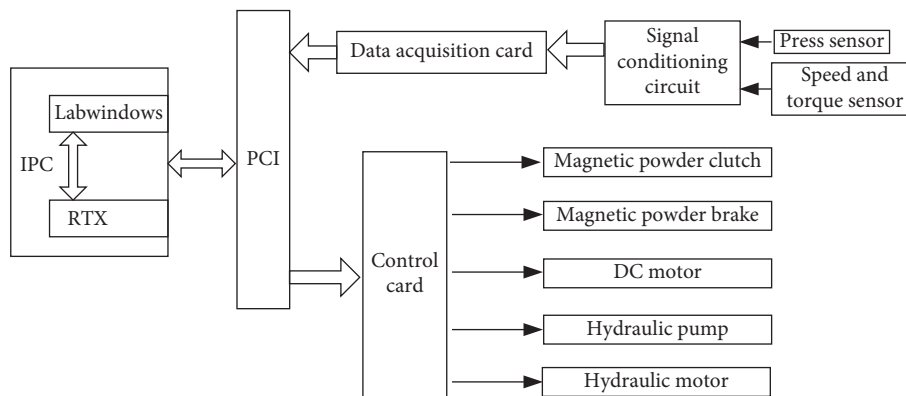 Signal
conditioning
circuit
Press sensor
Speed and
torque sensor
Data acquisition card
Labwindows
IPC
RTX
PCI
Control
card
Magnetic powder clutch
Magnetic powder brake
DC motor
Hydraulic pump
Hydraulic motor